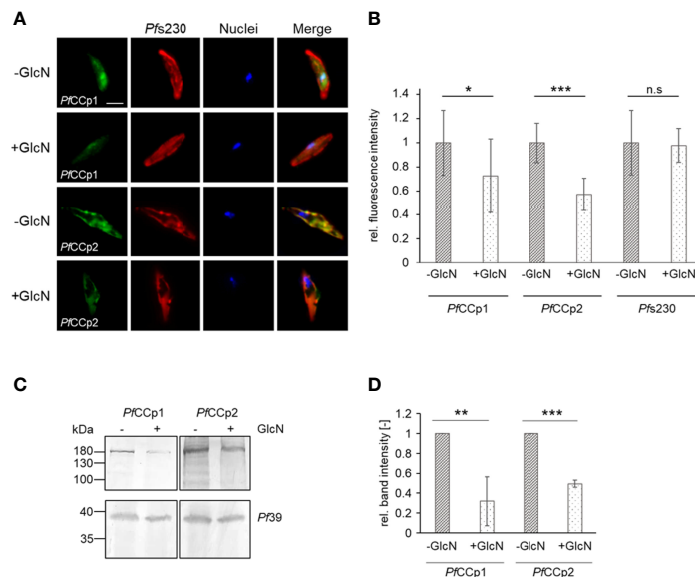 A
Pfs230 Nuclei Merge
-GlcN
PfCCp1
+GlcN
PfCCp1
-GlcN
PfCCp2
+GlcN
PfCCp2
B
rel. fluorescence intensity
1.4
1.2
1
0.8
0.6
0.4
0.2
0
* *** n.s
-GlcN +GlcN -GlcN +GlcN -GlcN +GlcN
PfCCp1 PfCCp2 Pfs230
C
PfCCp1 PfCCp2
kDa - + - + GlcN
180
130
100
40
35
Pf39
D
rel. band intensity [-]
1.2
1
0.8
0.6
0.4
0.2
0
** ***
-GlcN +GlcN -GlcN +GlcN
PfCCp1 PfCCp2